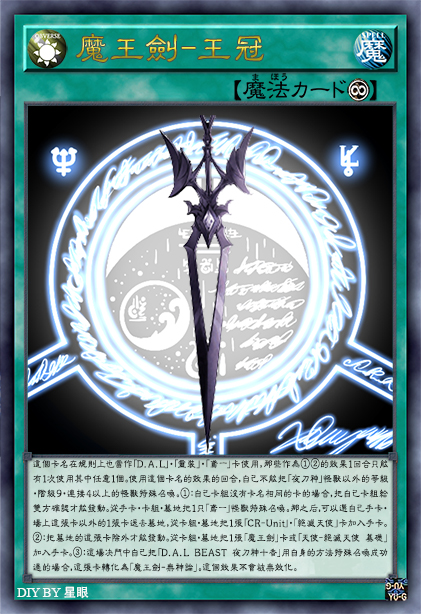 DEVERSE
魔王劍-王冠
SPELL
魔
ま ほう
【魔法カード∞】
這個卡名在規則上也當作「D.A.L」・「重裝」・「鳶一」卡使用,那些作為①②的效果1回合只能
有1次使用其中任意1個。使用這個卡名的效果的回合,自己不能把「夜刀神」怪獸以外的等級
・階級9・連接4以上的怪獸特殊召喚。①:自己卡組沒有卡名相同的卡的場合,把自己卡組給
雙方確認才能發動。從手卡・卡組・墓地把1只「鳶一」怪獸特殊召喚。那之后,可以選自己手卡・
場上這張卡以外的1張卡送去墓地,從卡組・墓地把1張「CR-Unit」・「絶滅天使」卡加入手卡。
②:把墓地的這張卡除外才能發動。從卡組・墓地把1張「魔王劍」卡或「天使-絶滅天使 基礎」
加入手卡。③:這場決鬥中自己把「D.A.L BEAST 夜刀神十香」用自身的方法特殊召喚成功
過的場合,這張卡轉化為「魔王劍-無神論」。這個效果不會被無效化。
DIY BY 星眼
YU-G